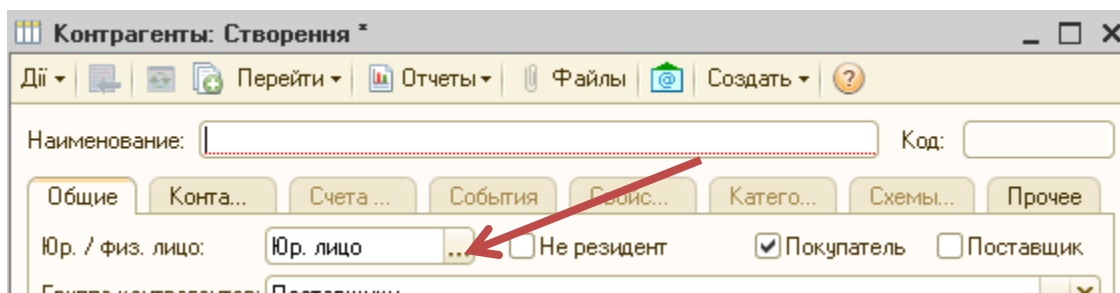 Контрагенты: Створення *
Дії Перейти Отчеты Файлы Создать
Наименование: Код:
Общие Конта... Счета ... События Свойс... Катего... Схемы... Прочее
Юр. / физ. лицо: Юр. лицо ... Не резидент Покупатель Поставщик